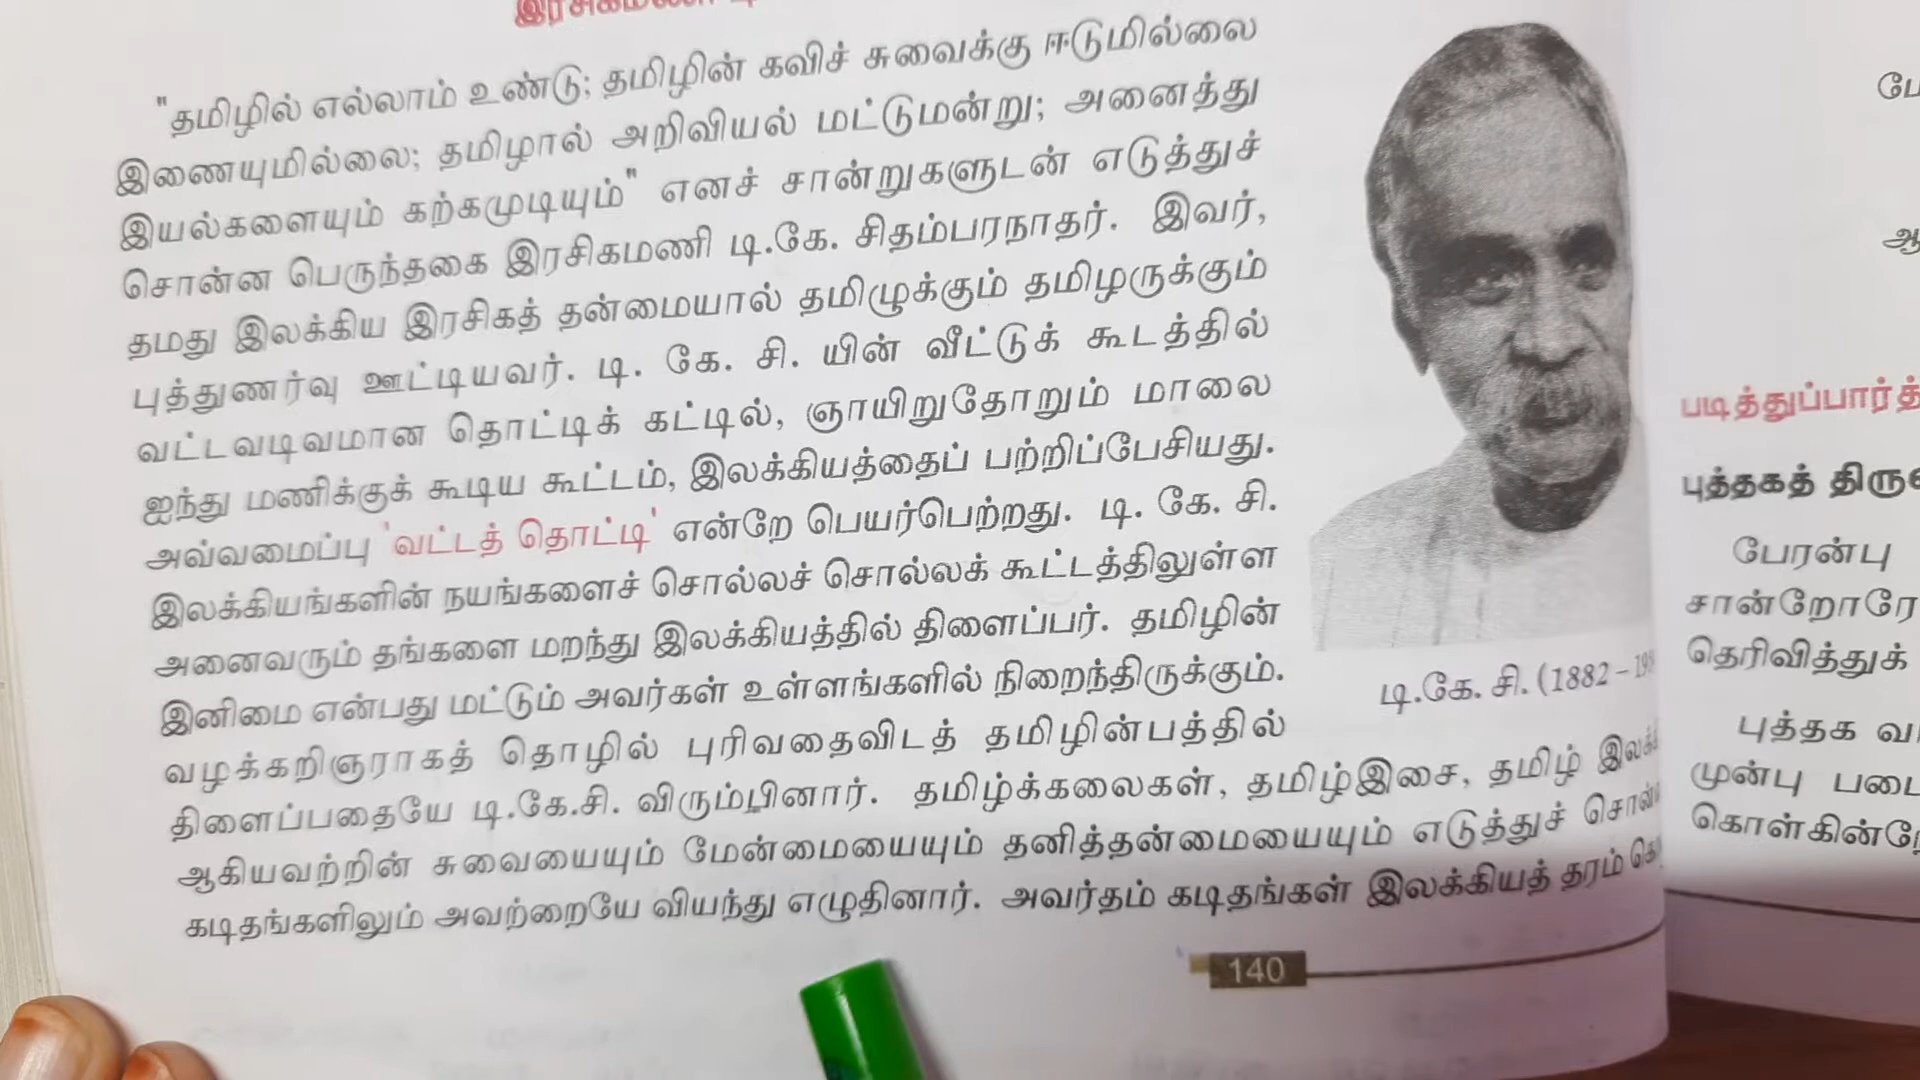 "தமிழில் எல்லாம் உண்டு; தமிழின் கவிச் சுவைக்கு ஈடுமில்லை
இணையுமில்லை; தமிழால் அறிவியல் மட்டுமன்று; அனைத்து
இயல்களையும் கற்கமுடியும்" எனச் சான்றுகளுடன் எடுத்துச்
சொன்ன பெருந்தகை இரசிகமணி டி.கே. சிதம்பரநாதர். இவர்,
தமது இலக்கிய இரசிகத் தன்மையால் தமிழுக்கும் தமிழருக்கும்
புத்துணர்வு ஊட்டியவர். டி. கே. சி. யின் வீட்டுக் கூடத்தில்
வட்டவடிவமான தொட்டிக் கட்டில், ஞாயிறுதோறும் மாலை
ஐந்து மணிக்குக் கூடிய கூட்டம், இலக்கியத்தைப் பற்றிப்பேசியது.
அவ்வமைப்பு 'வட்டத் தொட்டி' என்றே பெயர்பெற்றது. டி. கே. சி.
இலக்கியங்களின் நயங்களைச் சொல்லச் சொல்லக் கூட்டத்திலுள்ள
அனைவரும் தங்களை மறந்து இலக்கியத்தில் திளைப்பர். தமிழின்
இனிமை என்பது மட்டும் அவர்கள் உள்ளங்களில் நிறைந்திருக்கும்.
வழக்கறிஞராகத் தொழில் புரிவதைவிடத் தமிழின்பத்தில்
திளைப்பதையே டி.கே.சி. விரும்பினார். தமிழ்க்கலைகள், தமிழ்இசை, தமிழ்
ஆகியவற்றின் சுவையையும் மேன்மையையும் தனித்தன்மையையும் எடுத்துச்
கடிதங்களிலும் அவற்றையே வியந்து எழுதினார். அவர்தம் கடிதங்கள் இலக்கியத் தரம்
டி.கே. சி. (1882 –
140
புத்தகத்
பேரன்பு
தெரிவித்துக்
புத்தக
முன்பு